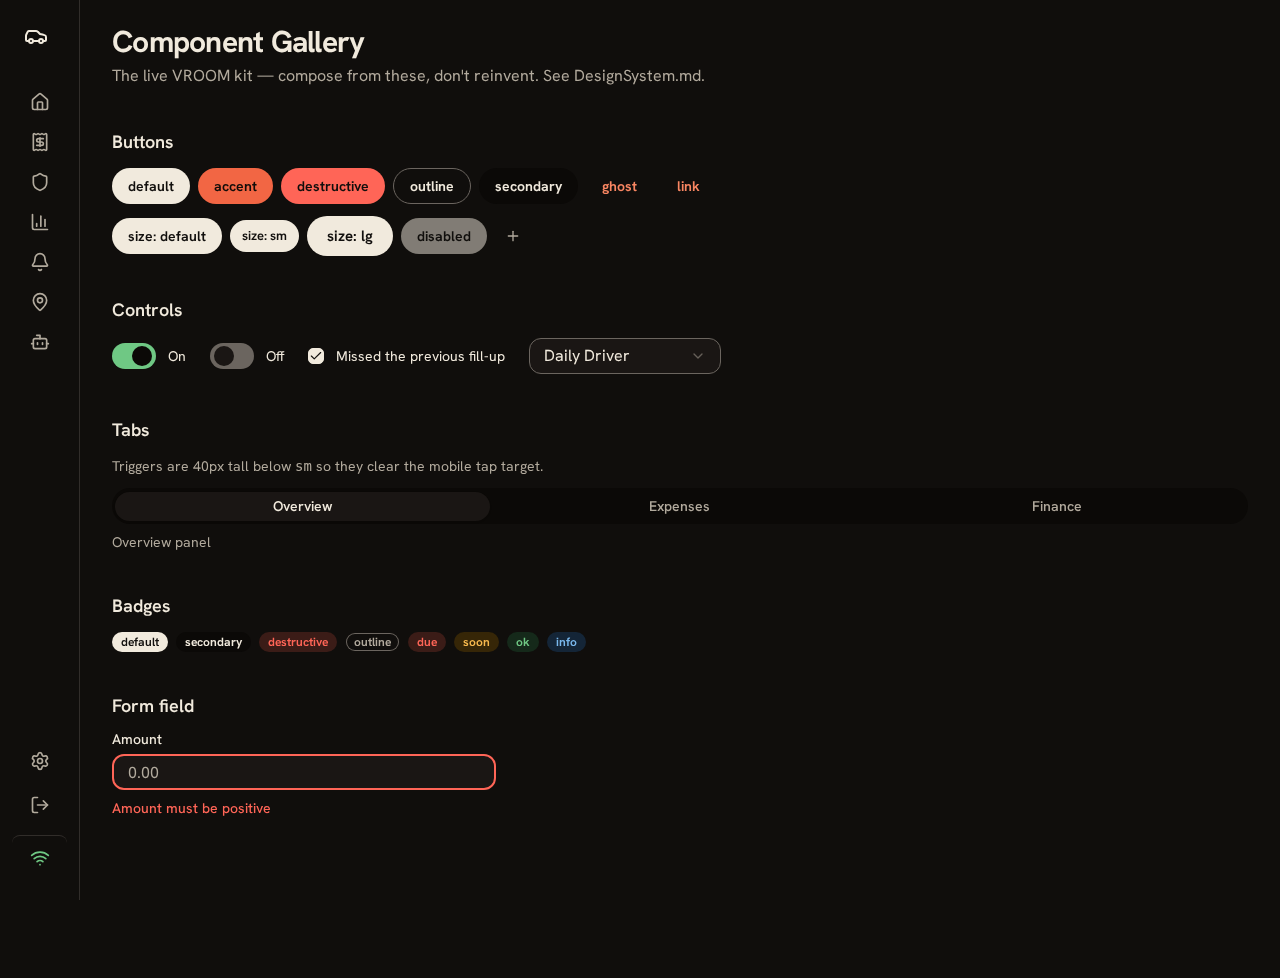 Component Gallery
The live VROOM kit — compose from these, don't reinvent. See DesignSystem.md.
Buttons
default accent destructive outline secondary ghost link
size: default size: sm size: lg disabled
Controls
On Off Missed the previous fill-up Daily Driver
Tabs
Triggers are 40px tall below sm so they clear the mobile tap target.
Overview Expenses Finance
Overview panel
Badges
default secondary destructive outline due soon ok info
Form field
Amount
0.00
Amount must be positive